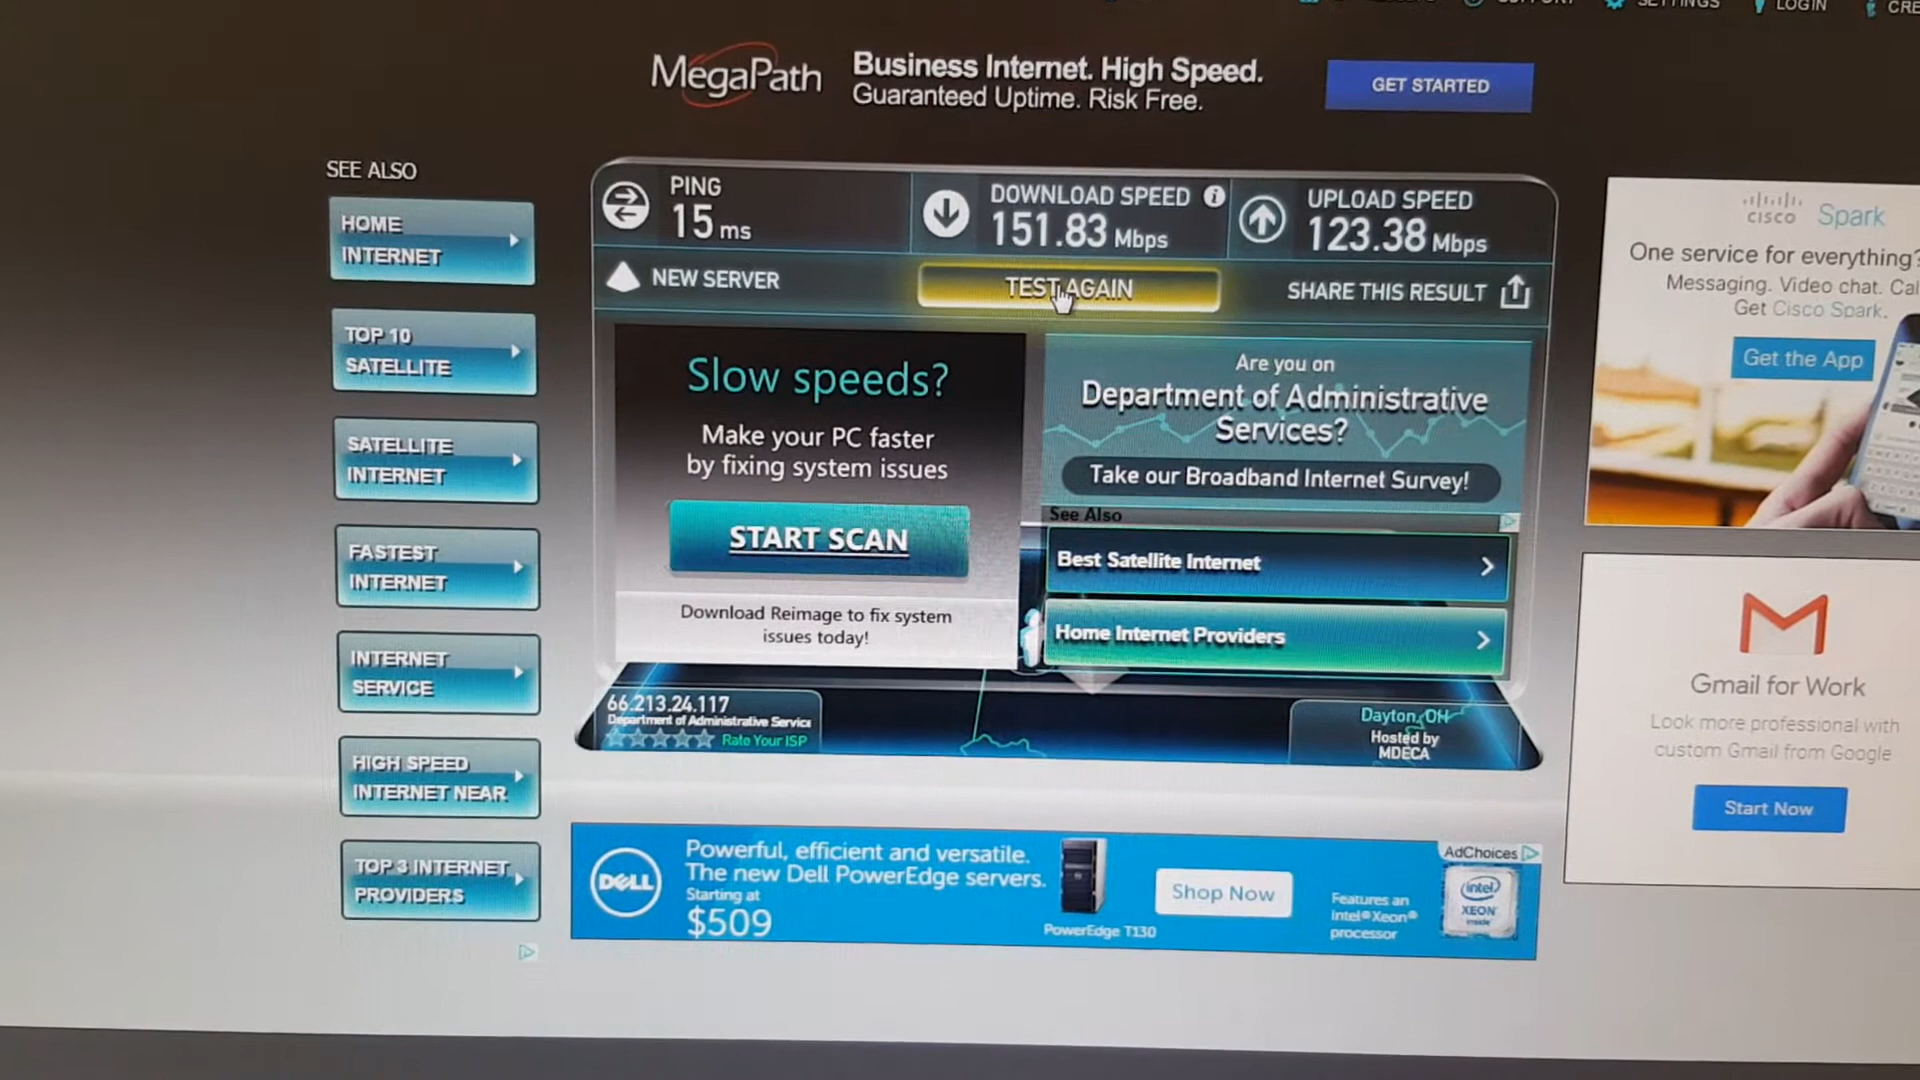 SETTINGS
LOGIN
MegaPath
Business Internet. High Speed.
Guaranteed Uptime. Risk Free.
GET STARTED
SEE ALSO
HOME
INTERNET
TOP 10
SATELLITE
SATELLITE
INTERNET
FASTEST
INTERNET
INTERNET
SERVICE
HIGH SPEED
INTERNET NEAR
TOP 3 INTERNET
PROVIDERS
PING
15 ms
DOWNLOAD SPEED
151.83 Mbps
UPLOAD SPEED
123.38 Mbps
NEW SERVER
TEST AGAIN
SHARE THIS RESULT
Slow speeds?
Make your PC faster
by fixing system issues
START SCAN
Download Reimage to fix system
issues today!
Are you on
Department of Administrative
Services?
Take our Broadband Internet Survey!
See Also
Best Satellite Internet
Home Internet Providers
66.213.24.117
Department of Administrative Service
Rate Your ISP
Dayton, OH
Hosted by
MDECA
DELL
Powerful, efficient and versatile.
The new Dell PowerEdge servers.
Starting at
$509
PowerEdge T130
Shop Now
Features an
Intel® Xeon®
processor
AdChoices
intel
XEON
inside
CISCO Spark
One service for everything?
Messaging. Video chat.
Get Cisco Spark.
Get the App
Gmail for Work
Look more professional with
custom Gmail from Google
Start Now